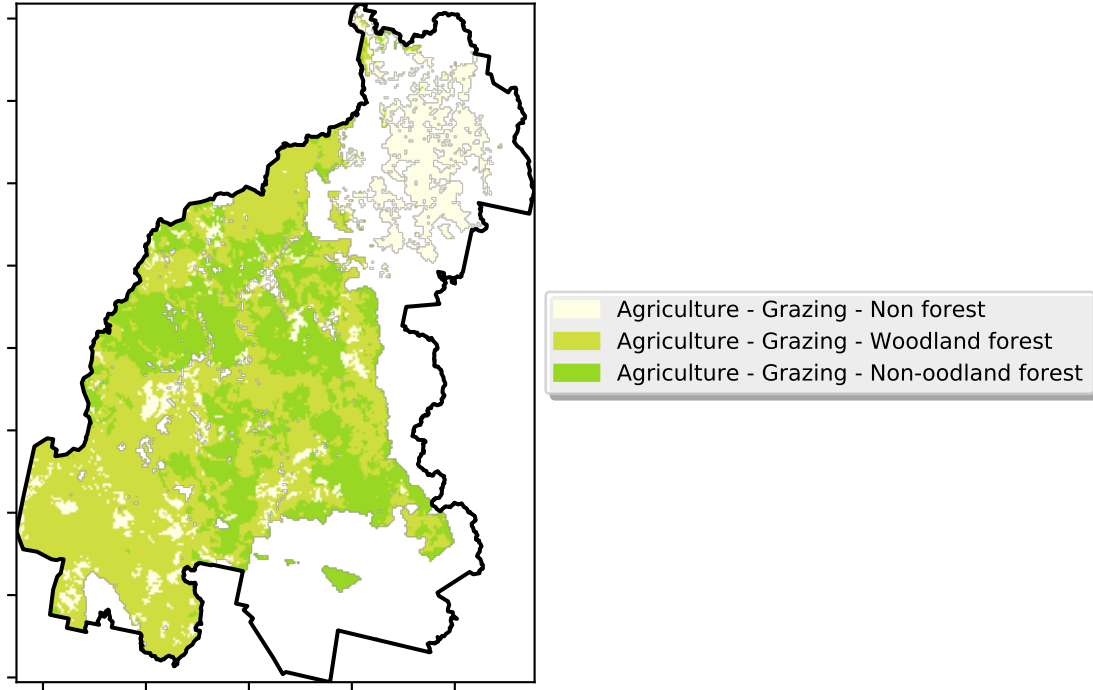 Agriculture - Grazing - Non forest
Agriculture - Grazing - Woodland forest
Agriculture - Grazing - Non-oodland forest